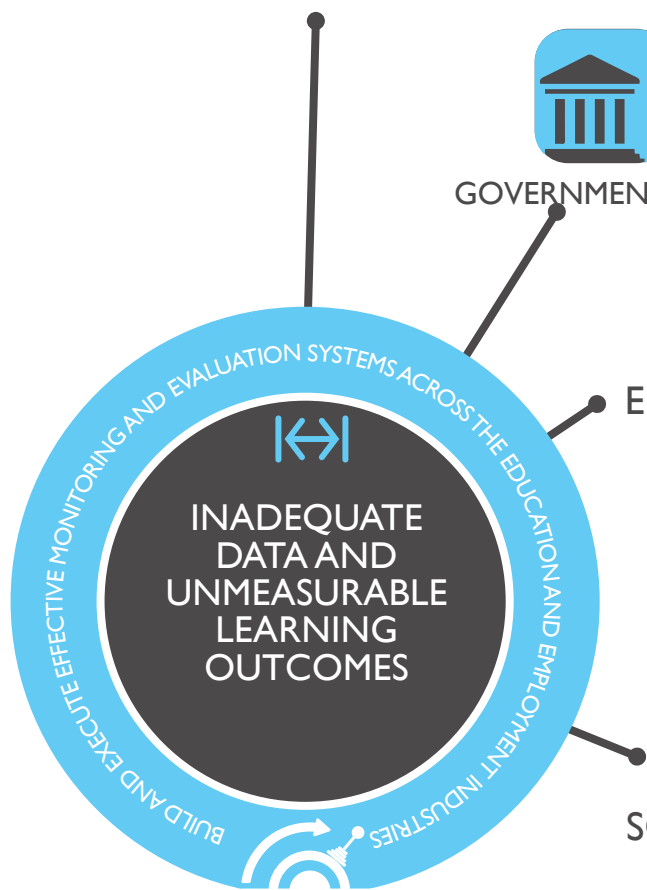 GOVERNMEN
E
BUILD AND EXECUTE EFFECTIVE MONITORING AND EVALUATION SYSTEMS ACROSS THE EDUCATION AND EMPLOYMENT INDUSTRIES
INADEQUATE
DATA AND
UNMEASURABLE
LEARNING
OUTCOMES